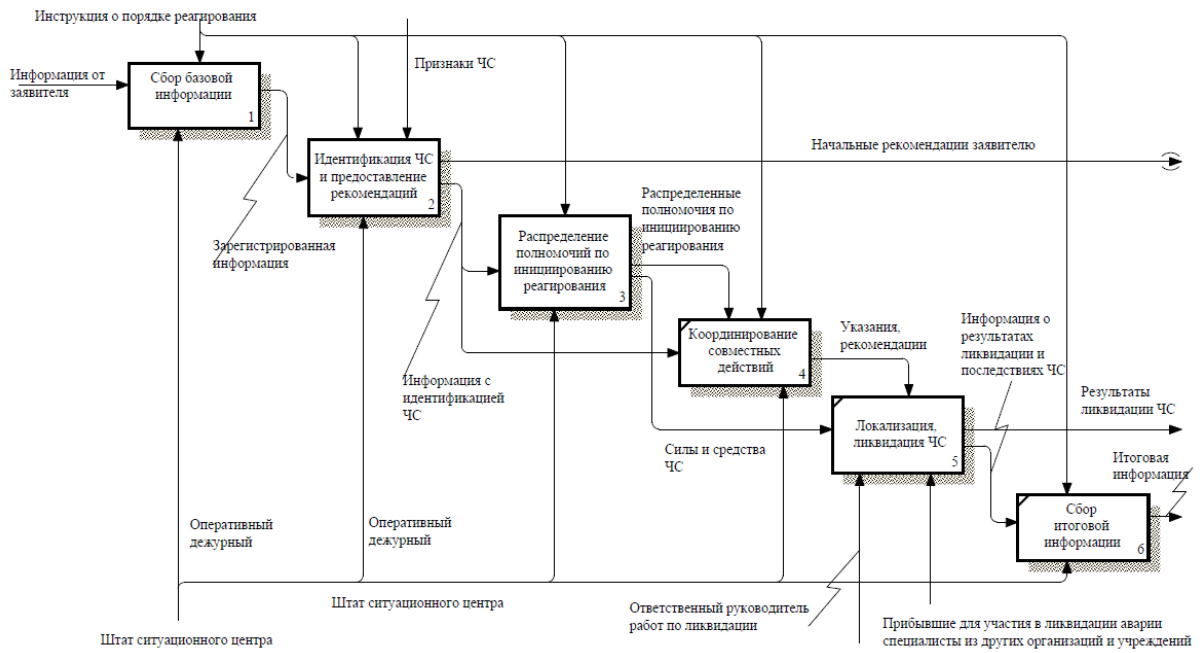 Инструкция о порядке реагирования
Информация от
заявителя
Сбор базовой
информации
1
Признаки ЧС
Идентификация ЧС
и предоставление
рекомендаций
2
Начальные рекомендации заявителю
Зарегистрированная
информация
Распределение
полномочий по
инициированию
реагирования
3
Распределенные
полномочия по
инициированию
реагирования
Информация с
идентификацией
ЧС
Координирование
совместных
действий
4
Указания,
рекомендации
Информация о
результатах
ликвидации и
последствиях ЧС
Силы и средства
ЧС
Локализация,
ликвидация ЧС
5
Результаты
ликвидации ЧС
Итоговая
информация
Сбор
итоговой
информации
6
Оперативный
дежурный
Оперативный
дежурный
Штат ситуационного центра
Штат ситуационного центра
Ответственный руководитель
работ по ликвидации
Прибывшие для участия в ликвидации аварии
специалисты из других организаций и учреждений